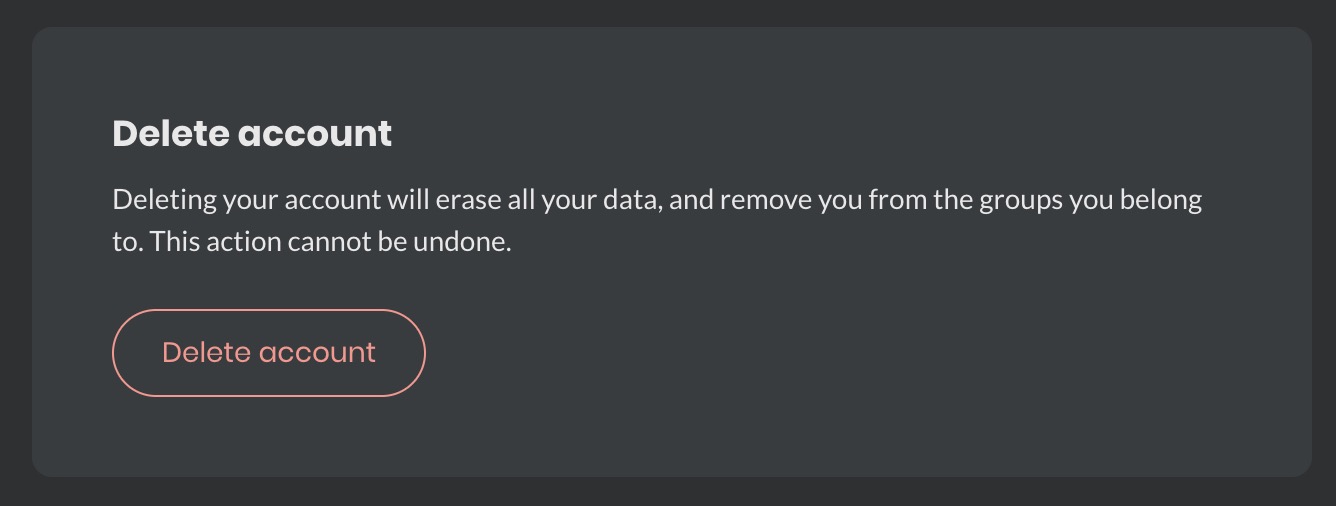 Delete account
Deleting your account will erase all your data, and remove you from the groups you belong
to. This action cannot be undone.
Delete account